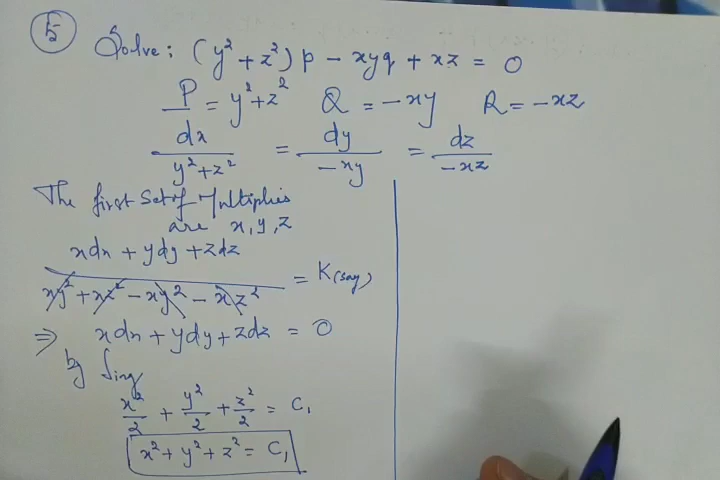 5
Solve: (y² + z²) p - xyq + xz = 0
P = y² + z² Q = -xy R = -xz
dx/(y² + z²) = dy/(-xy) = dz/(-xz)
The first set of Multiplies
are x, y, z
(xdx + ydy + zdz)/(xy² + xz² - xy² - xz²) = K (say)
⇒ xdx + ydy + zdz = 0
by ∫ing
x²/2 + y²/2 + z²/2 = C₁
x² + y² + z² = C₁